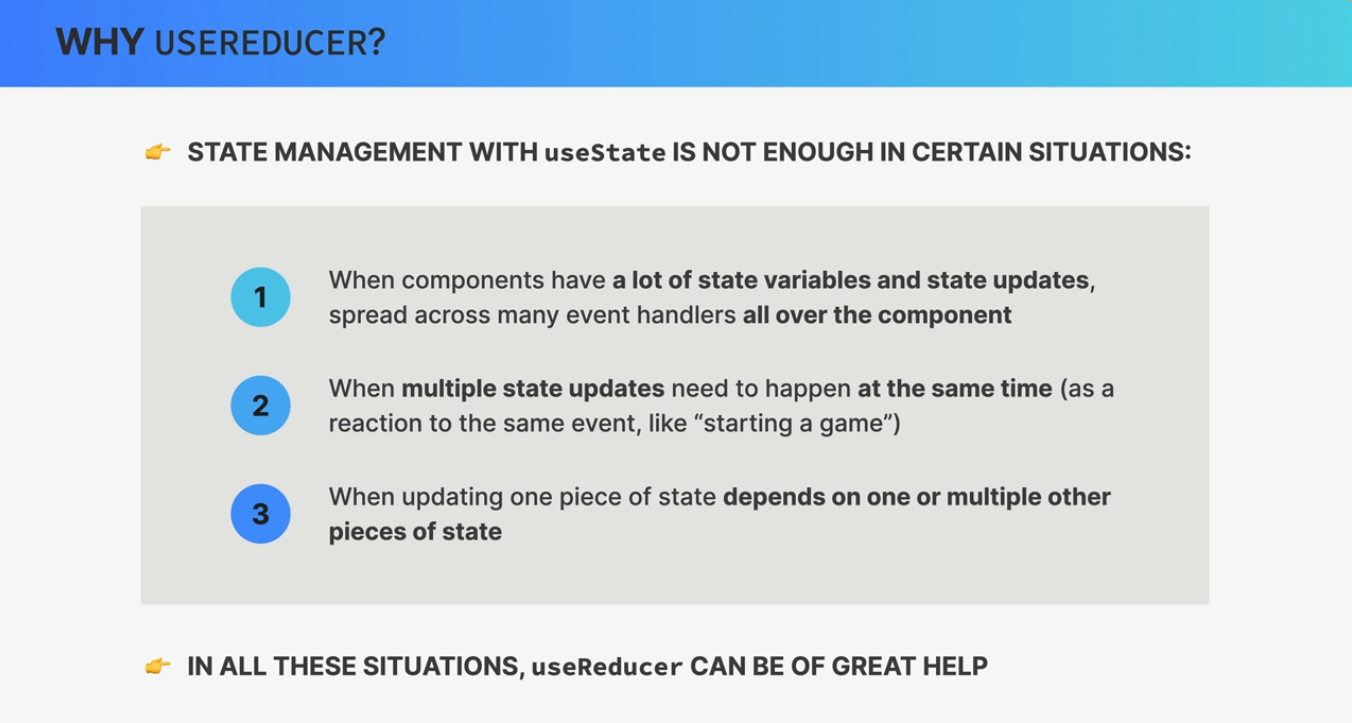 WHY USEREDUCER?
👉 STATE MANAGEMENT WITH useState IS NOT ENOUGH IN CERTAIN SITUATIONS:
1
When components have a lot of state variables and state updates,
spread across many event handlers all over the component
2
When multiple state updates need to happen at the same time (as a
reaction to the same event, like “starting a game”)
3
When updating one piece of state depends on one or multiple other
pieces of state
👉 IN ALL THESE SITUATIONS, useReducer CAN BE OF GREAT HELP